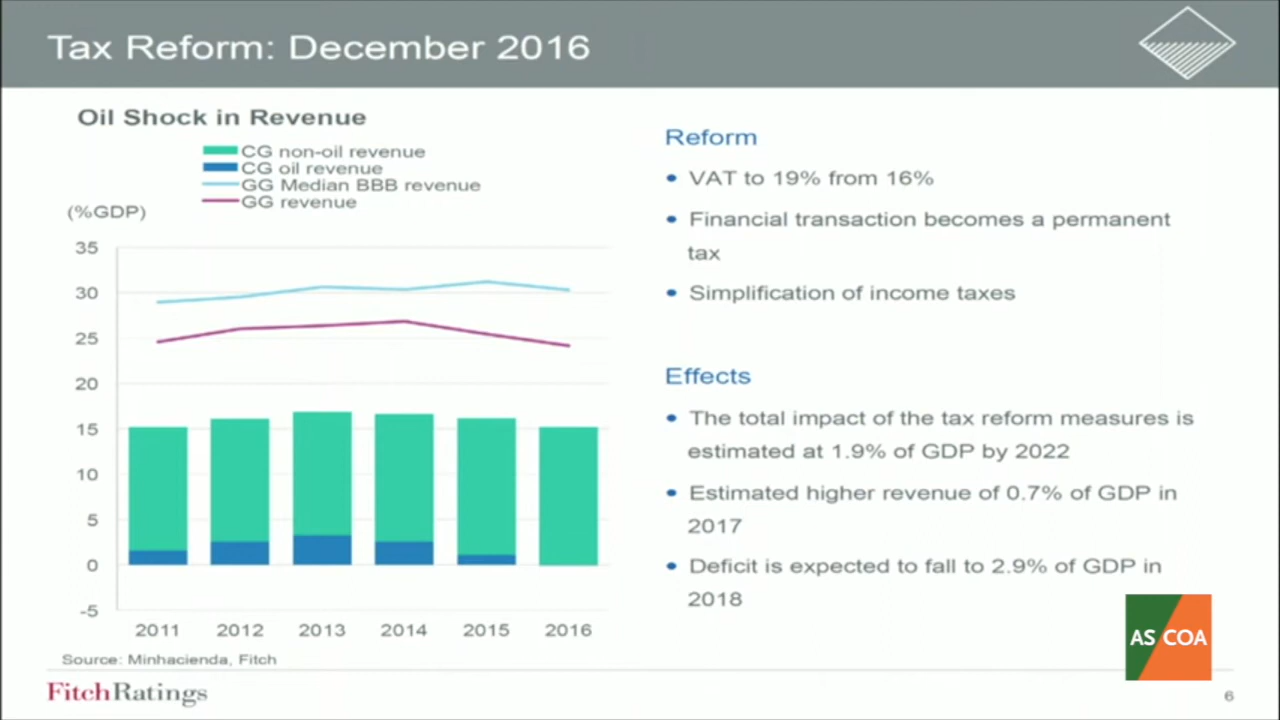 Tax Reform: December 2016
Oil Shock in Revenue
CG non-oil revenue
CG oil revenue
GG Median BBB revenue
GG revenue
(%GDP)
35
30
25
20
15
10
5
0
-5
2011 2012 2013 2014 2015 2016
Source: Minhacienda, Fitch
Reform
• VAT to 19% from 16%
• Financial transaction becomes a permanent
tax
• Simplification of income taxes
Effects
• The total impact of the tax reform measures is
estimated at 1.9% of GDP by 2022
• Estimated higher revenue of 0.7% of GDP in
2017
• Deficit is expected to fall to 2.9% of GDP in
2018
AS COA
FitchRatings
6